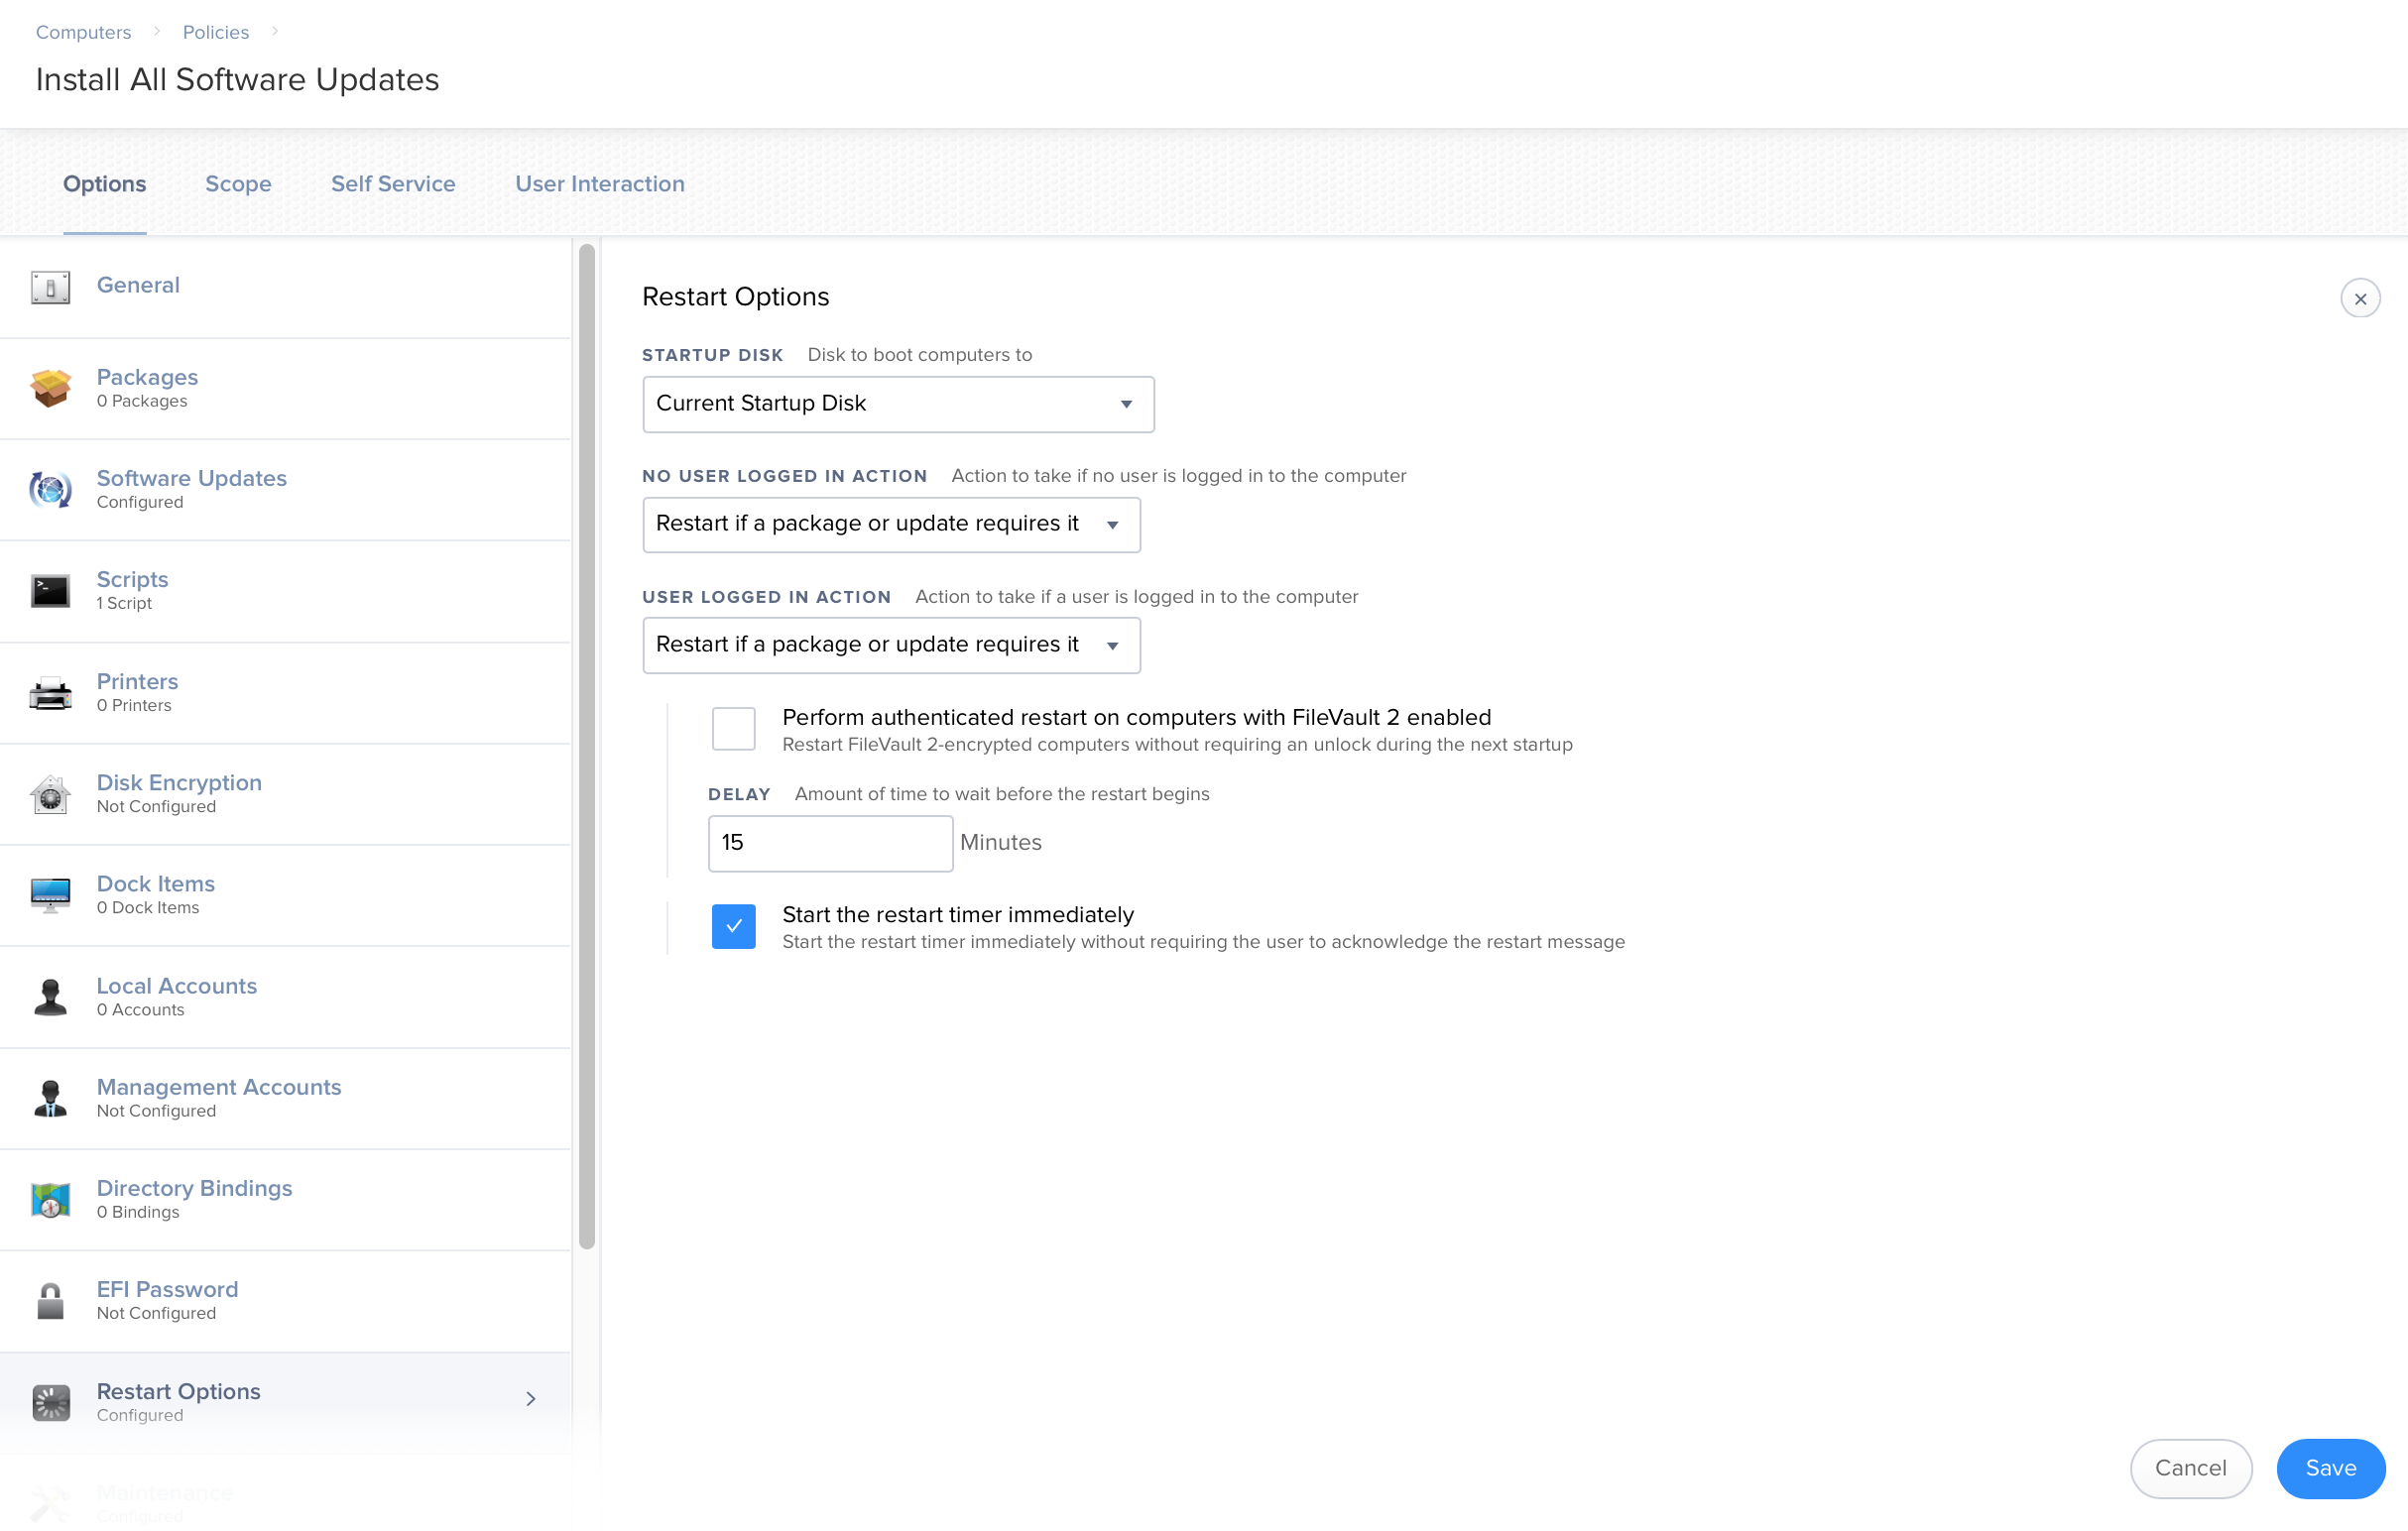 Computers
Policies
Install All Software Updates
Options
Scope
Self Service
User Interaction
General
Packages
0 Packages
Software Updates
Configured
Scripts
1 Script
Printers
0 Printers
Disk Encryption
Not Configured
Dock Items
0 Dock Items
Local Accounts
0 Accounts
Management Accounts
Not Configured
Directory Bindings
0 Bindings
EFI Password
Not Configured
Restart Options
Configured
Maintenance
Configured
Restart Options
STARTUP DISK Disk to boot computers to
Current Startup Disk
NO USER LOGGED IN ACTION Action to take if no user is logged in to the computer
Restart if a package or update requires it
USER LOGGED IN ACTION Action to take if a user is logged in to the computer
Restart if a package or update requires it
Perform authenticated restart on computers with FileVault 2 enabled
Restart FileVault 2-encrypted computers without requiring an unlock during the next startup
DELAY Amount of time to wait before the restart begins
15 Minutes
Start the restart timer immediately
Start the restart timer immediately without requiring the user to acknowledge the restart message
Cancel
Save